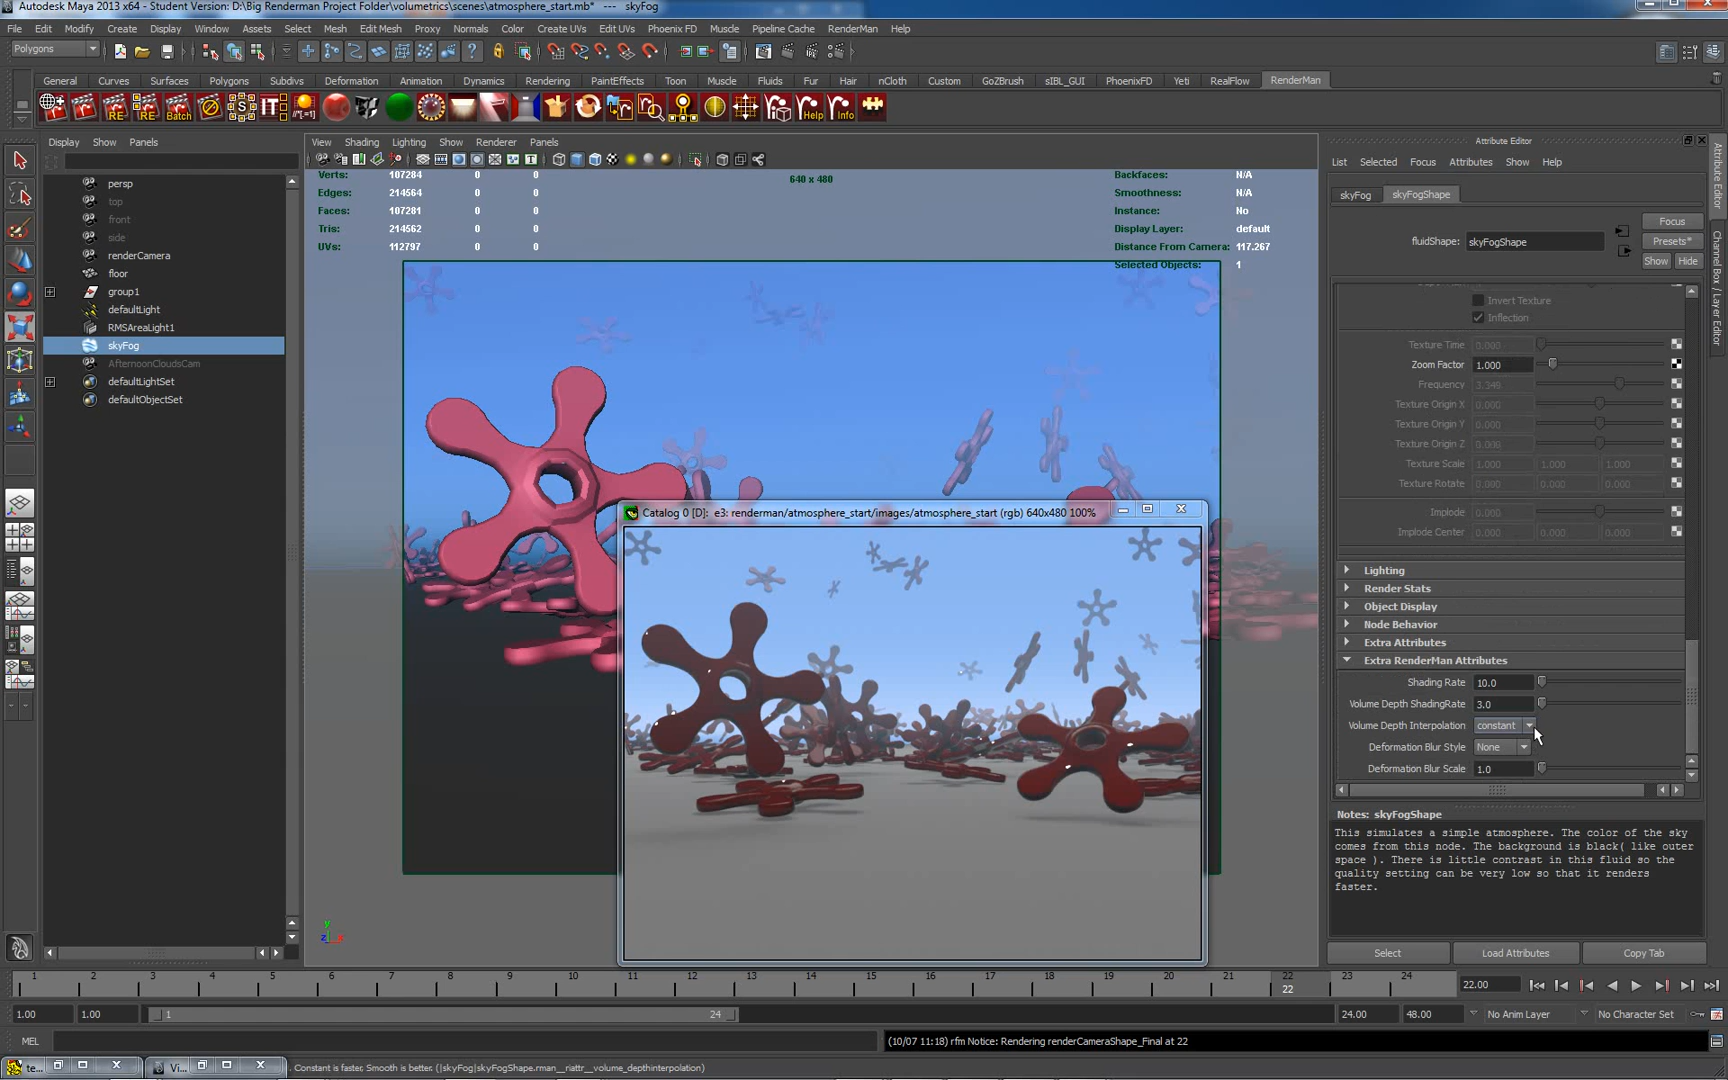 Autodesk Maya 2013 x64 - Student Version: D:\Big Renderman Project Folder\volumetrics\scenes\atmosphere_start.mb* --- skyFog
File Edit Modify Create Display Window Assets Select Mesh Edit Mesh Proxy Normals Color Create UVs Edit UVs Phoenix FD Muscle Pipeline Cache RenderMan Help
Polygons
General Curves Surfaces Polygons Subdivs Deformation Animation Dynamics Rendering PaintEffects Toon Muscle Fluids Fur Hair nCloth Custom GoZBrush sIBL_GUI PhoenixFD Yeti RealFlow RenderMan
RE RE Batch S IT Help Info
Display Show Panels
persp
top
front
side
renderCamera
floor
group1
defaultLight
RMSAreaLight1
skyFog
AfternoonCloudsCam
defaultLightSet
defaultObjectSet
View Shading Lighting Show Renderer Panels
Verts: 107284 0 0
Edges: 214564 0 0
Faces: 107281 0 0
Tris: 214562 0 0
UVs: 112797 0 0
640 x 480
Backfaces: N/A
Smoothness: N/A
Instance: No
Display Layer: default
Distance From Camera: 117.267
Selected Objects: 1
Catalog 0 [D]: e3: renderman/atmosphere_start/images/atmosphere_start (rgb) 640x480 100%
y
z x
Attribute Editor
List Selected Focus Attributes Show Help
skyFog skyFogShape
Focus
fluidShape: skyFogShape
Presets*
Show Hide
Invert Texture
Inflection
Texture Time 0.000
Zoom Factor 1.000
Frequency 3.349
Texture Origin X 0.000
Texture Origin Y 0.000
Texture Origin Z 0.000
Texture Scale 1.000 1.000 1.000
Texture Rotate 0.000 0.000 0.000
Implode 0.000
Implode Center 0.000 0.000 0.000
Lighting
Render Stats
Object Display
Node Behavior
Extra Attributes
Extra RenderMan Attributes
Shading Rate 10.0
Volume Depth ShadingRate 3.0
Volume Depth Interpolation constant
Deformation Blur Style None
Deformation Blur Scale 1.0
Notes: skyFogShape
This simulates a simple atmosphere. The color of the sky
comes from this node. The background is black( like outer
space ). There is little contrast in this fluid so the
quality setting can be very low so that it renders
faster.
Select Load Attributes Copy Tab
Attribute Editor
Channel Box / Layer Editor
1 2 3 4 5 6 7 8 9 10 11 12 13 14 15 16 17 18 19 20 21 22 23 24
22
22.00
1.00 1.00 1 24 24.00 48.00 No Anim Layer No Character Set
MEL
(10/07 11:18) rfm Notice: Rendering renderCameraShape_Final at 22
te... Vi... . Constant is faster, Smooth is better. (|skyFog|skyFogShape.rman__riattr__volume_depthinterpolation)